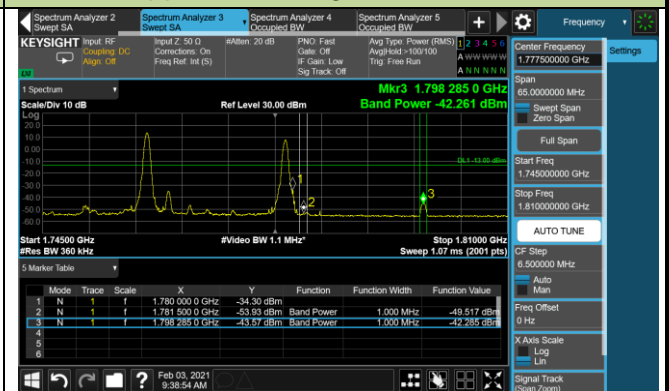 Spectrum Analyzer 2
Swept SA
Spectrum Analyzer 3
Swept SA
Spectrum Analyzer 4
Occupied BW
Spectrum Analyzer 5
Occupied BW
+
Frequency
KEYSIGHT
Input: RF
Coupling: DC
Align: Off
Input Z: 50 Ω
Corrections: On
Freq Ref: Int (S)
#Atten: 20 dB
PNO: Fast
Gate: Off
IF Gain: Low
Sig Track: Off
Avg Type: Power (RMS)
Avg|Hold:>100/100
Trig: Free Run
1 2 3 4 5 6
A W W W W W
A N N N N N
LM
1 Spectrum
Scale/Div 10 dB
Ref Level 30.00 dBm
Mkr3 1.798 285 0 GHz
Band Power -42.261 dBm
Log
20.0
10.0
0.00
-10.0
-20.0
-30.0
-40.0
-50.0
-60.0
DL1 -13.00 dBm
1
2
3
Start 1.74500 GHz
#Video BW 1.1 MHz*
Stop 1.81000 GHz
#Res BW 360 kHz
Sweep 1.07 ms (2001 pts)
5 Marker Table
Mode Trace Scale X Y Function Function Width Function Value
1 N 1 f 1.780 000 0 GHz -34.30 dBm
2 N 1 f 1.781 500 0 GHz -53.93 dBm Band Power 1.000 MHz -49.517 dBm
3 N 1 f 1.798 285 0 GHz -43.57 dBm Band Power 1.000 MHz -42.285 dBm
4
5
6
Feb 03, 2021
9:38:54 AM
Center Frequency
1.777500000 GHz
Settings
Span
65.0000000 MHz
Swept Span
Zero Span
Full Span
Start Freq
1.745000000 GHz
Stop Freq
1.810000000 GHz
AUTO TUNE
CF Step
6.500000 MHz
Auto
Man
Freq Offset
0 Hz
X Axis Scale
Log
Lin
Signal Track
(Span Zoom)